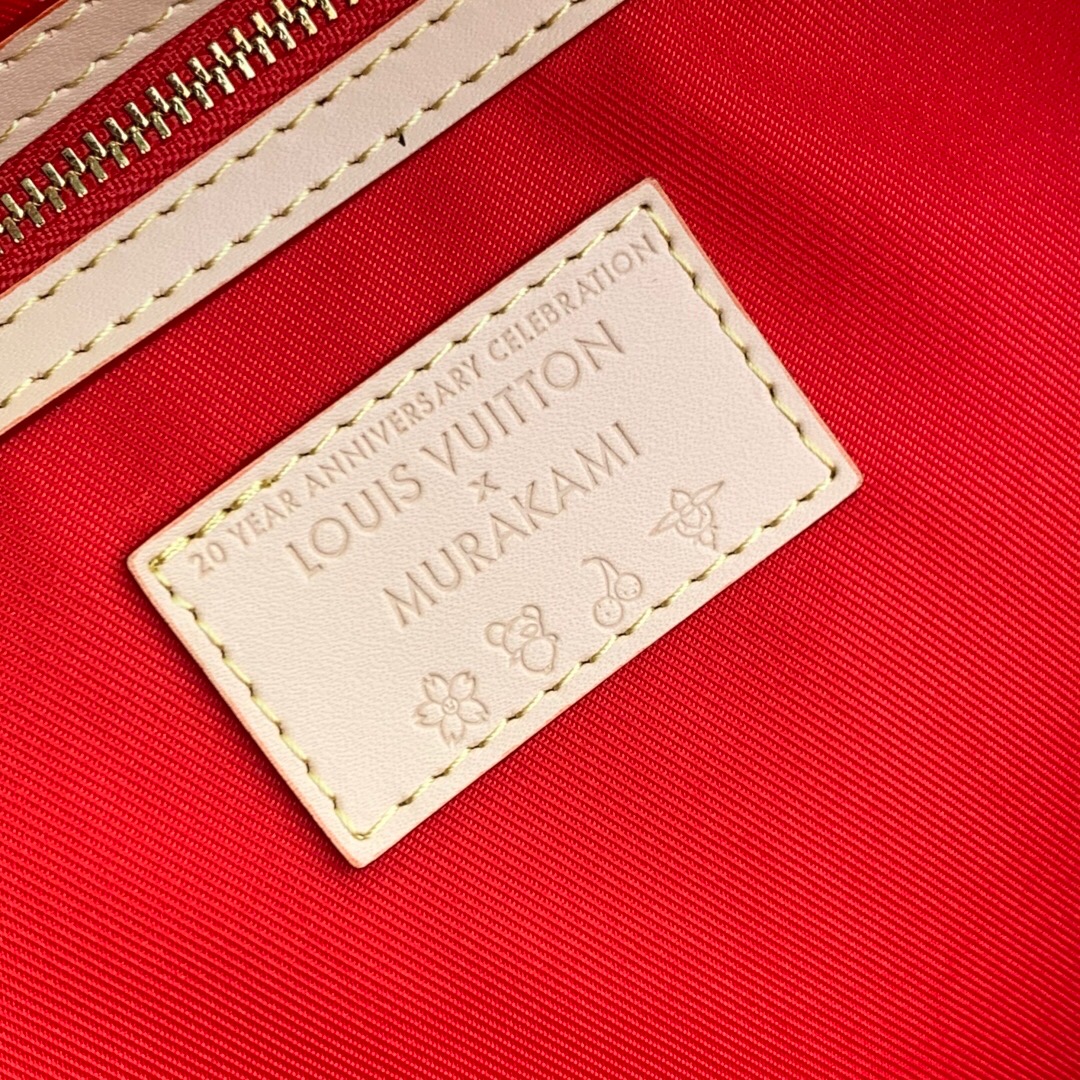 20 YEAR ANNIVERSARY CELEBRATION
LOUIS VUITTON
x
MURAKAMI